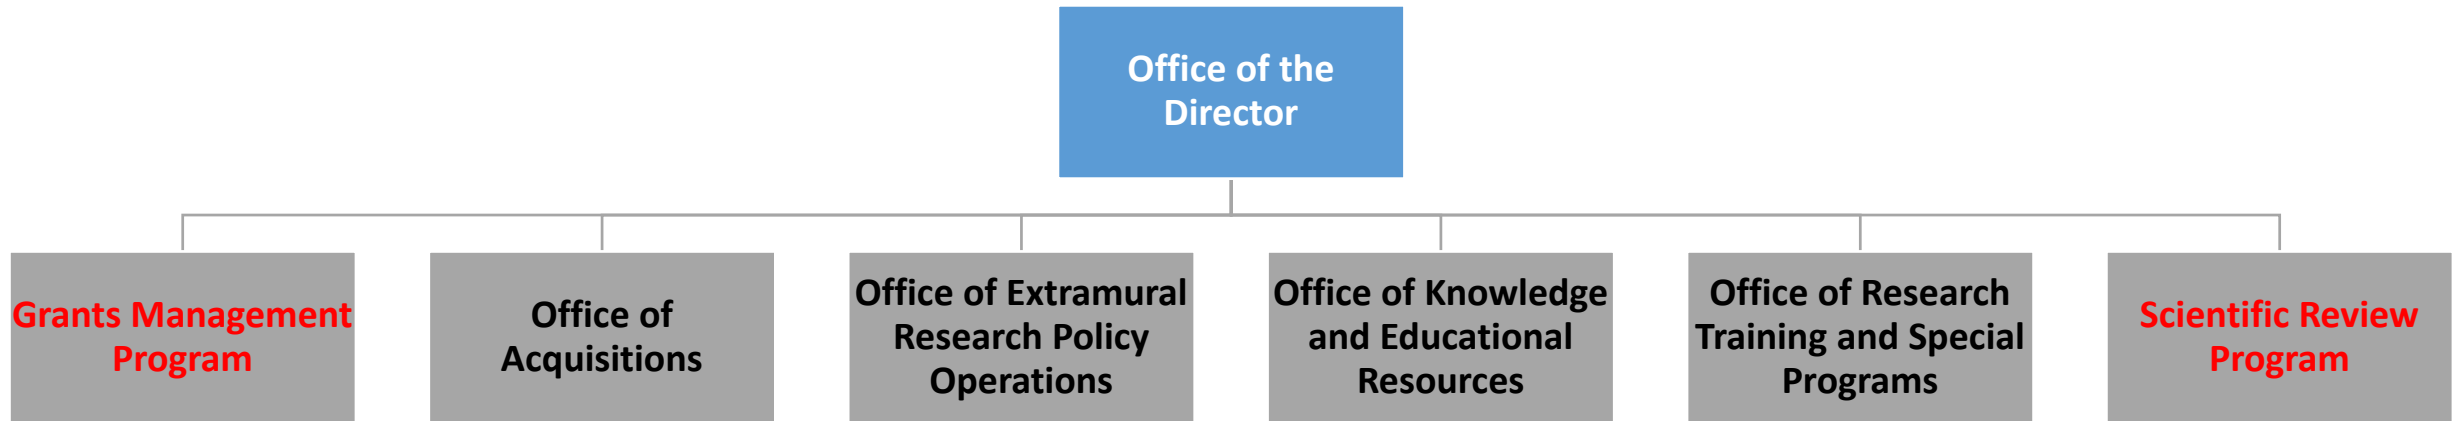 Office of the
Director
Grants Management
Program
Office of
Acquisitions
Office of Extramural
Research Policy
Operations
Office of Knowledge
and Educational
Resources
Office of Research
Training and Special
Programs
Scientific Review
Program